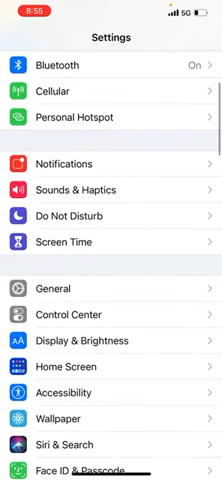 8:55
5G
Settings
Bluetooth On
Cellular
Personal Hotspot
Notifications
Sounds & Haptics
Do Not Disturb
Screen Time
General
Control Center
AA Display & Brightness
Home Screen
Accessibility
Wallpaper
Siri & Search
Face ID & Passcode